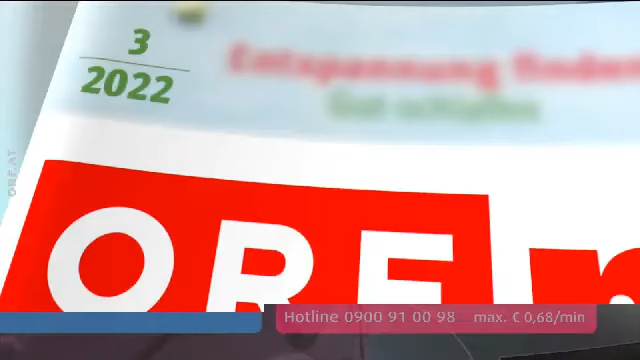 3
2022
Entspannung finden
Gut schlafen
ORF.AT
ORF n
Hotline 0900 91 00 98 max. € 0,68/min